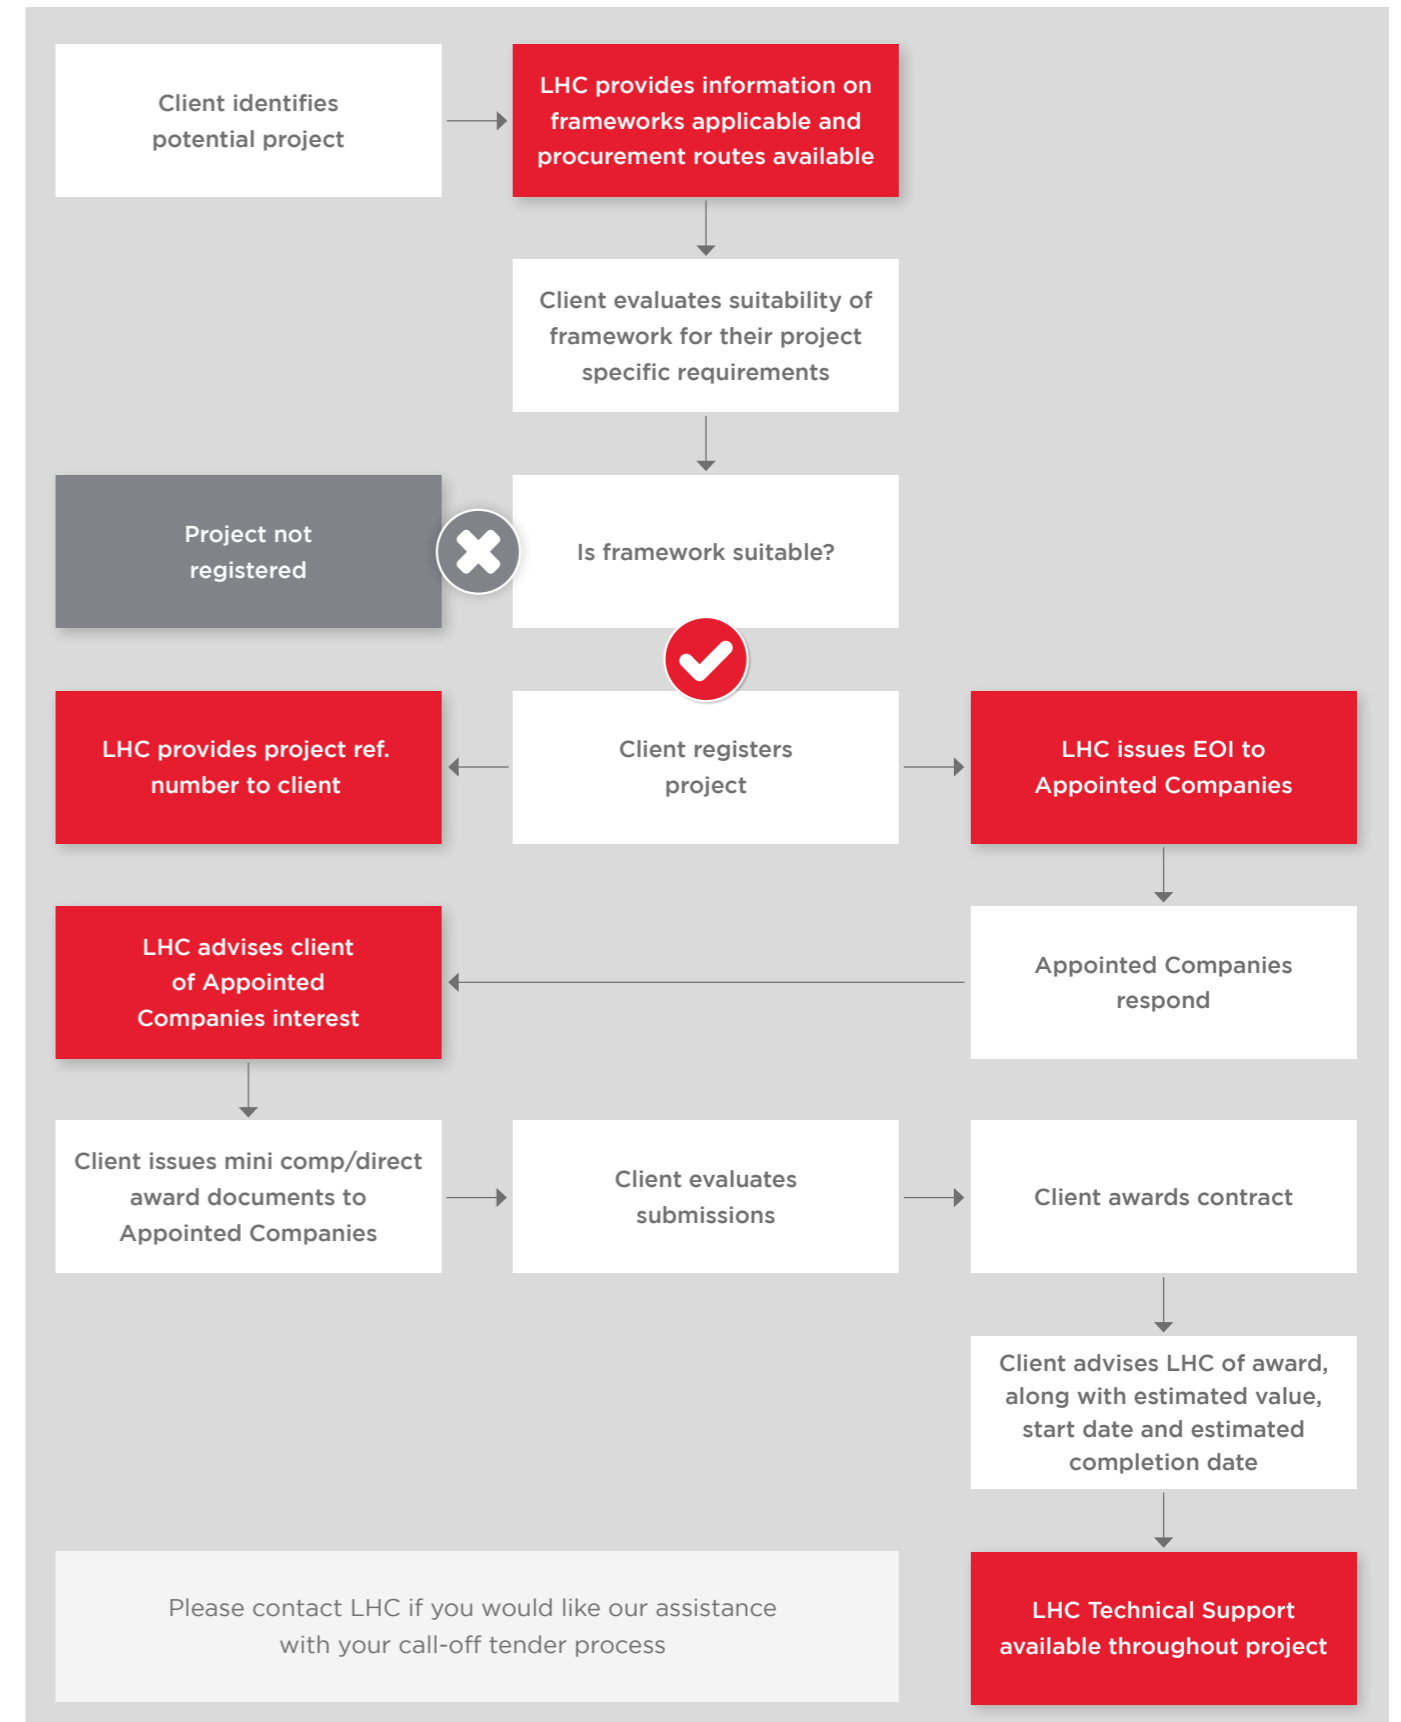 Client identifies
potential project
LHC provides information on
frameworks applicable and
procurement routes available
Client evaluates suitability of
framework for their project
specific requirements
Project not
registered
Is framework suitable?
LHC provides project ref.
number to client
Client registers
project
LHC issues EOI to
Appointed Companies
LHC advises client
of Appointed
Companies interest
Appointed Companies
respond
Client issues mini comp/direct
award documents to
Appointed Companies
Client evaluates
submissions
Client awards contract
Client advises LHC of award,
along with estimated value,
start date and estimated
completion date
Please contact LHC if you would like our assistance
with your call-off tender process
LHC Technical Support
available throughout project